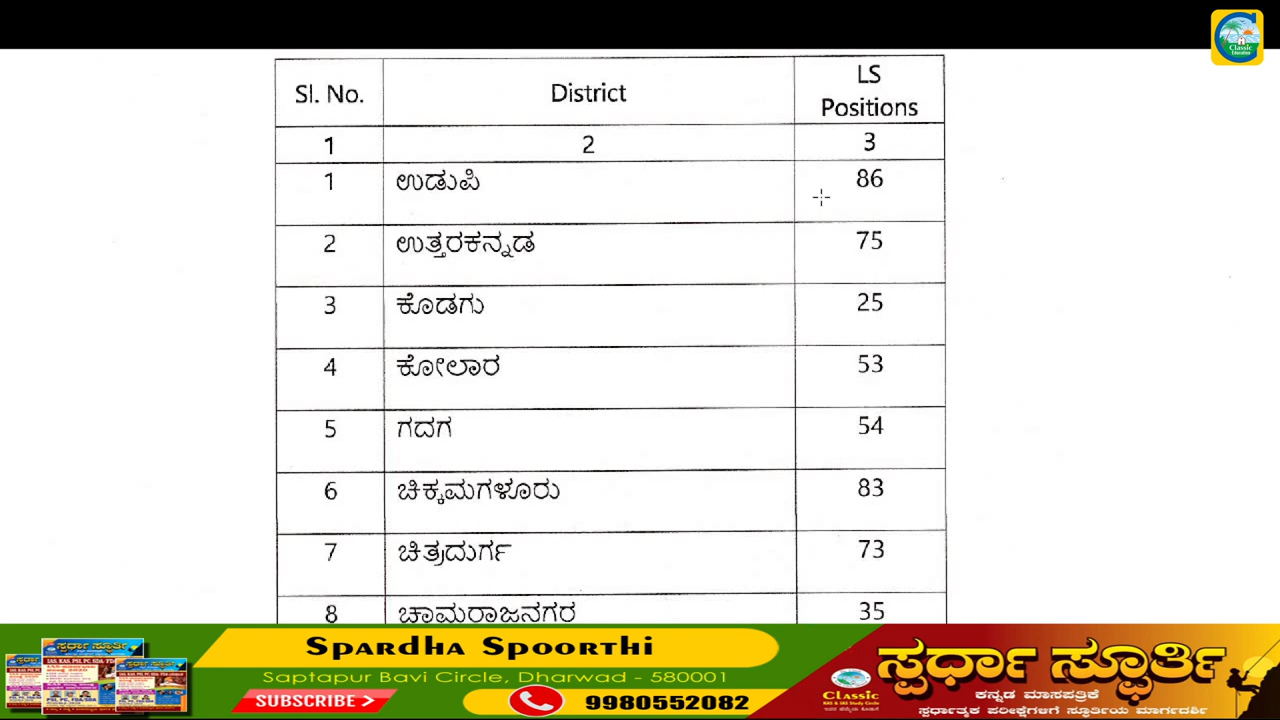 Classic
Education
Sl. No.
District
LS
Positions
1
2
3
1
ಉಡುಪಿ
86
2
ಉತ್ತರಕನ್ನಡ
75
3
ಕೊಡಗು
25
4
ಕೋಲಾರ
53
5
ಗದಗ
54
6
ಚಿಕ್ಕಮಗಳೂರು
83
7
ಚಿತ್ರದುರ್ಗ
73
8
ಚಾಮರಾಜನಗರ
35
Spardha Spoorthi
Saptapur Bavi Circle, Dharwad - 580001
SUBSCRIBE >
9980552082
ಸ್ಪರ್ಧಾ ಸ್ಫೂರ್ತಿ
Classic
ಕನ್ನಡ ಮಾಸಪತ್ರಿಕೆ
ಸ್ಪರ್ಧಾತ್ಮಕ ಪರೀಕ್ಷೆಗಳಿಗೆ ಸ್ಫೂರ್ತಿಯ ಮಾರ್ಗದರ್ಶಿ